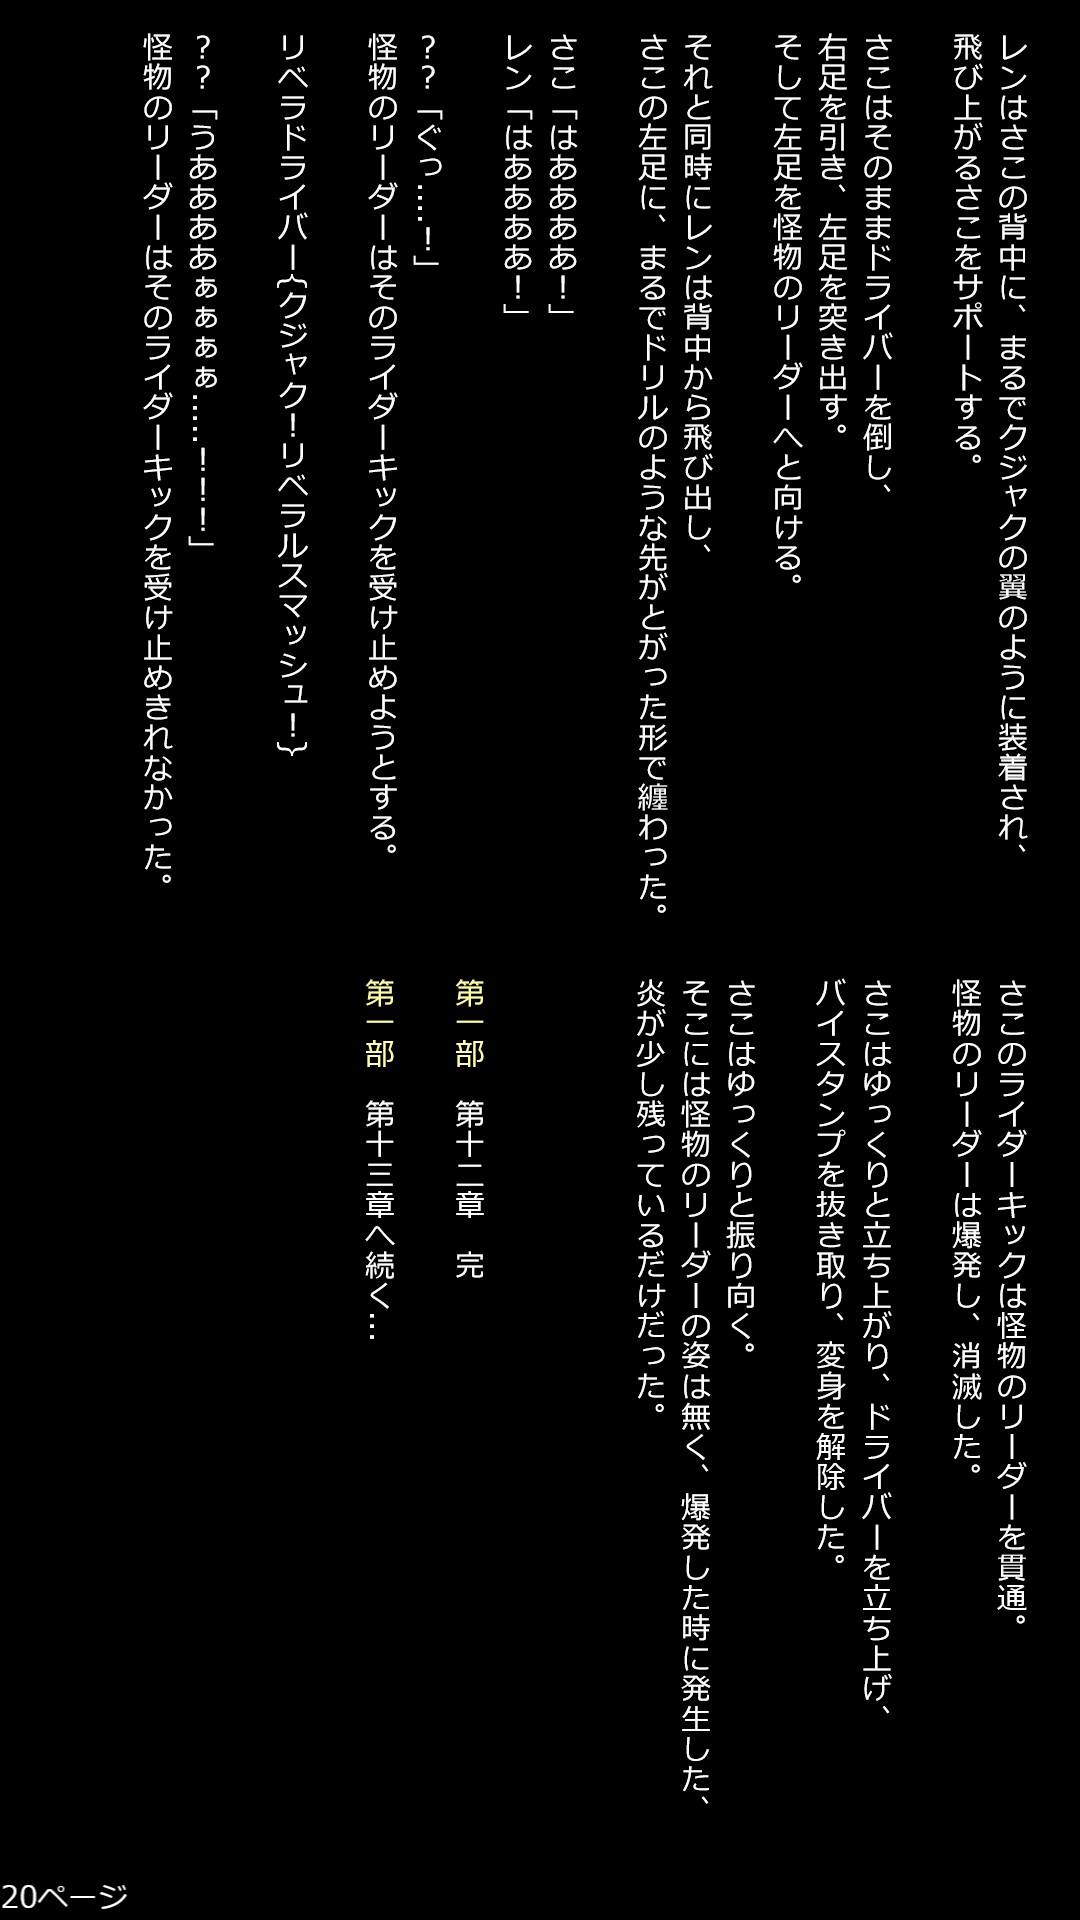 レンはさこの背中に、まるでクジャクの翼のように装着され、
飛び上がるさこをサポートする。
さこはそのままドライバーを倒し、
右足を引き、左足を突き出す。
そして左足を怪物のリーダーへと向ける。
それと同時にレンは背中から飛び出し、
さこの左足に、まるでドリルのような先がとがった形で纏わった。
さこ「はああああ！」
レン「はああああ！」
？？「ぐっ……！」
怪物のリーダーはそのライダーキックを受け止めようとする。
リベラドライバー{クジャク！リベラルスマッシュ！}
？？「うああああぁぁぁぁ……！！！」
怪物のリーダーはそのライダーキックを受け止めきれなかった。
さこのライダーキックは怪物のリーダーを貫通。
怪物のリーダーは爆発し、消滅した。
さこはゆっくりと立ち上がり、ドライバーを立ち上げ、
バイスタンプを抜き取り、変身を解除した。
さこはゆっくりと振り向く。
そこには怪物のリーダーの姿は無く、爆発した時に発生した、
炎が少し残っているだけだった。
第一部　第十二章　完
第一部　第十三章へ続く…
20ページ